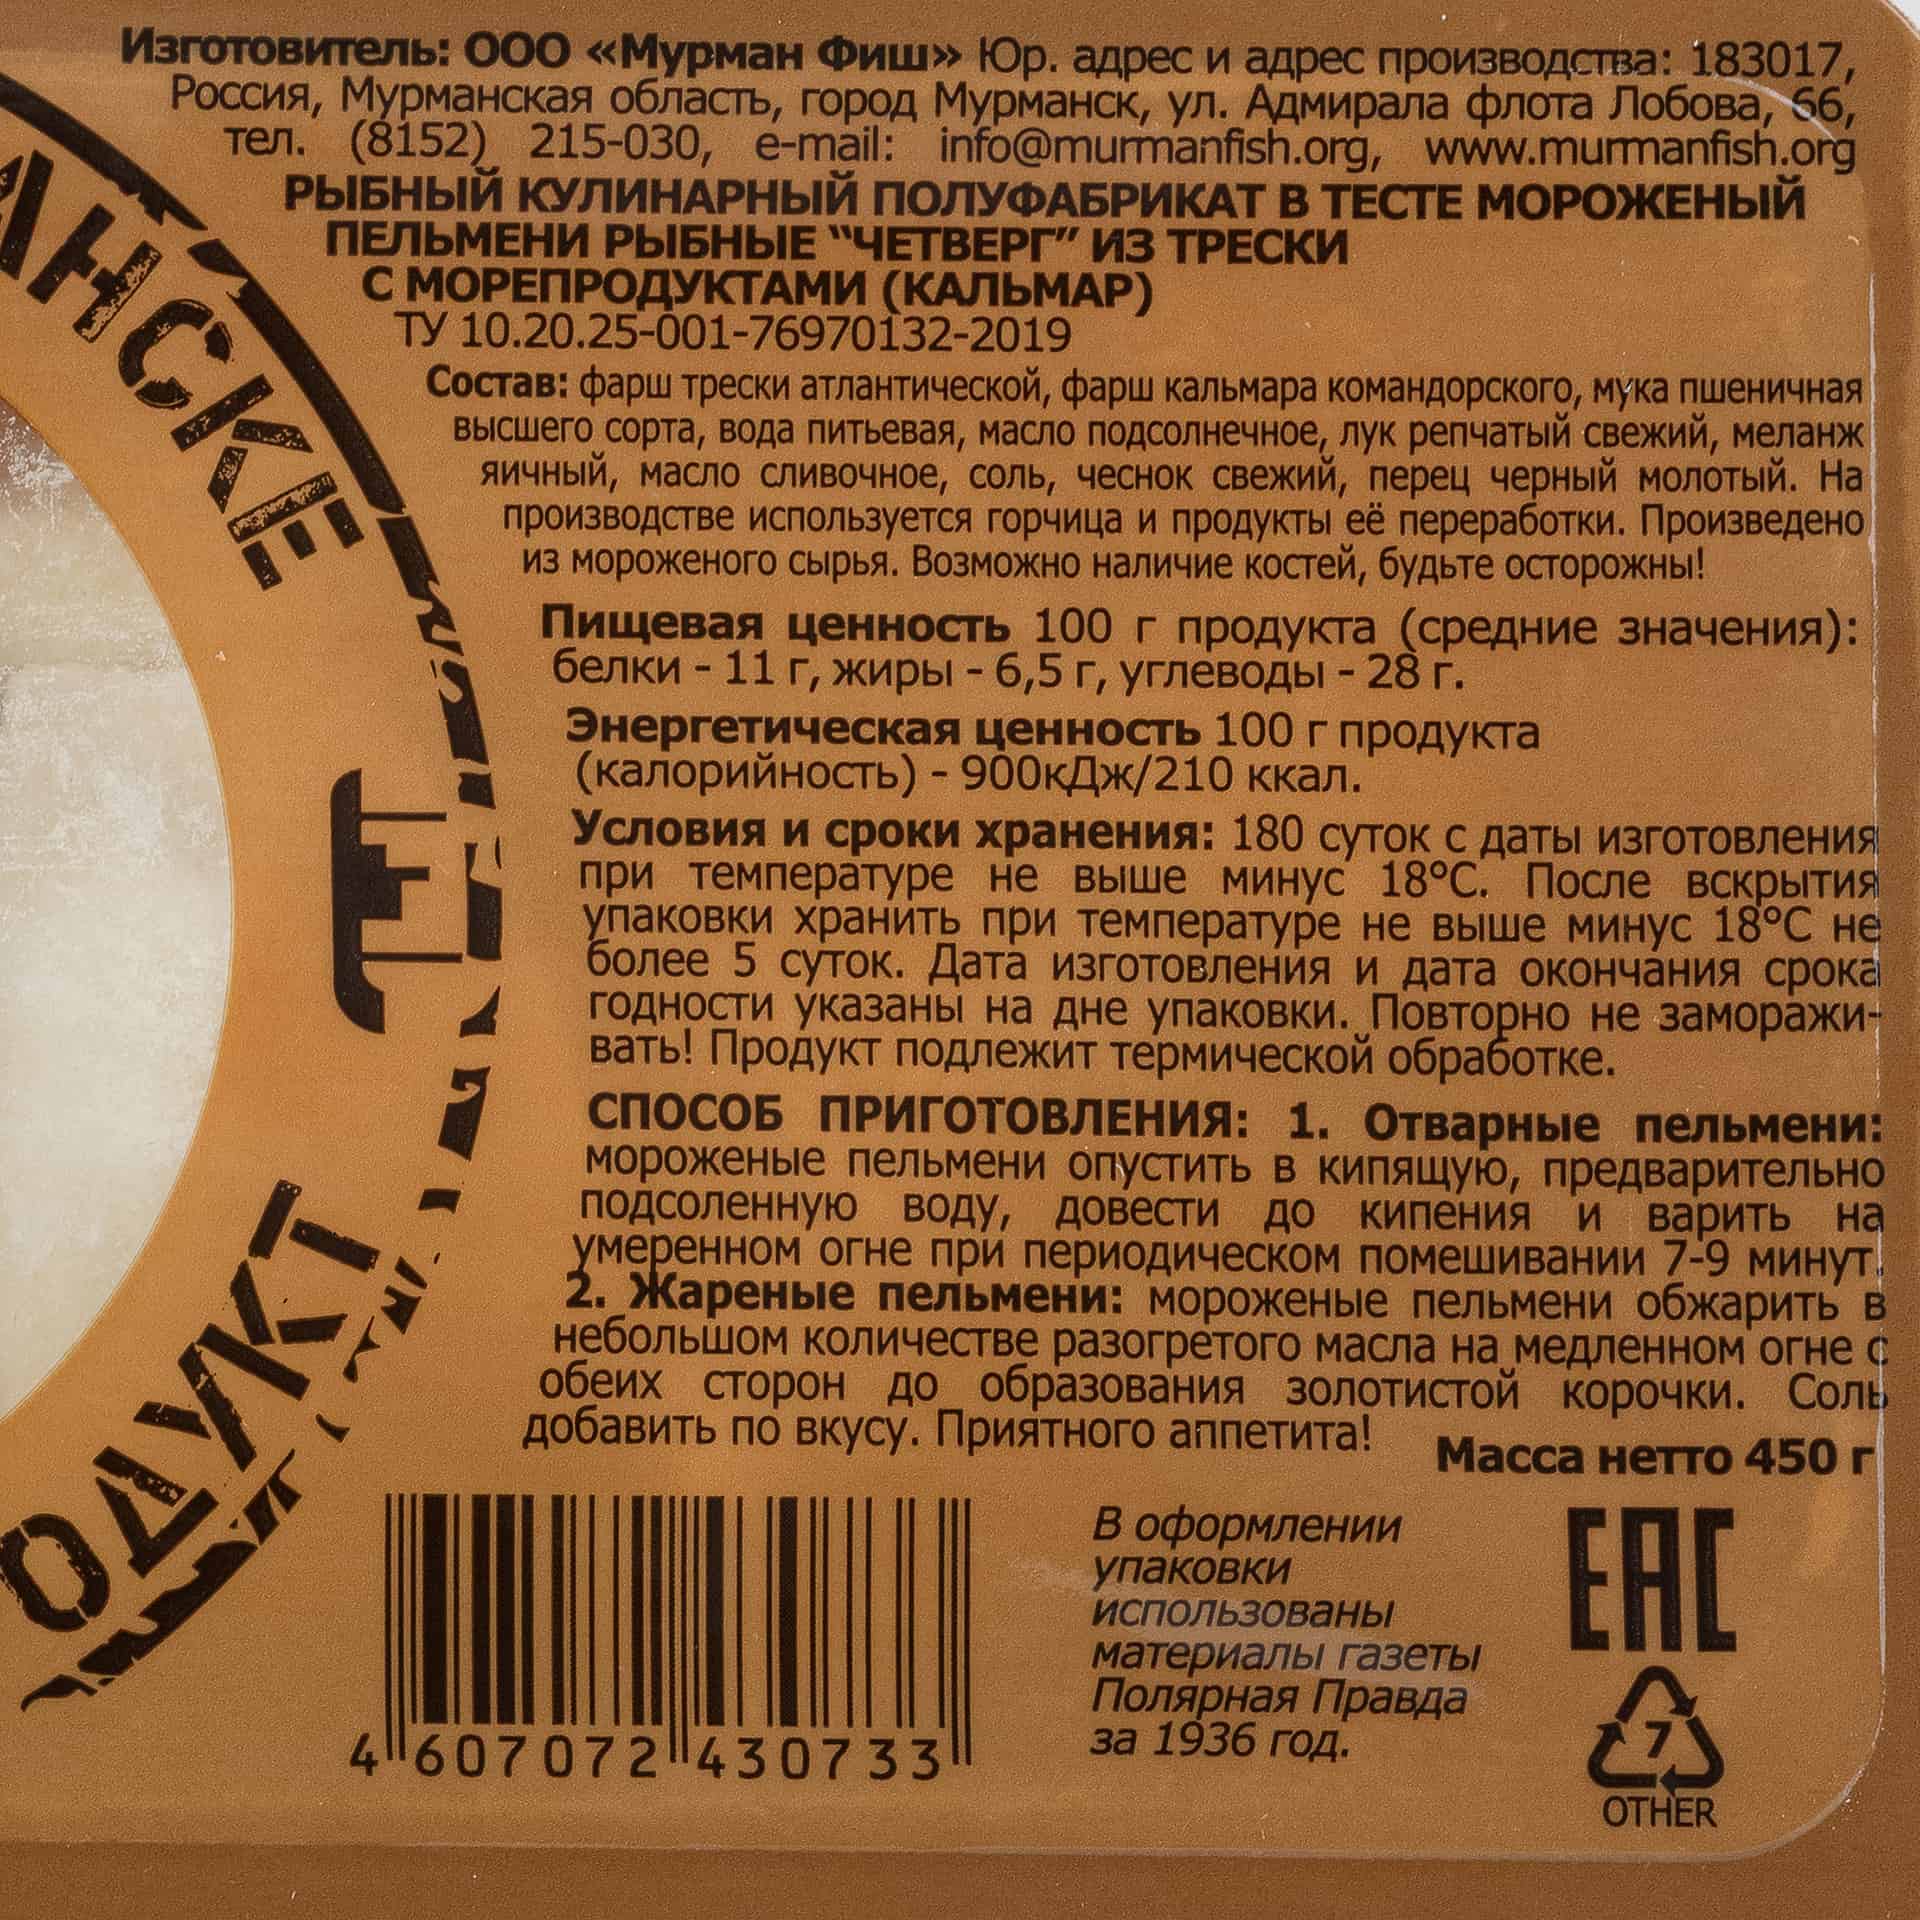 Изготовитель: ООО «Мурман Фиш» Юр. адрес и адрес производства: 183017,
Россия, Мурманская область, город Мурманск, ул. Адмирала флота Лобова, 66,
тел. (8152) 215-030, e-mail: info@murmanfish.org, www.murmanfish.org
РЫБНЫЙ КУЛИНАРНЫЙ ПОЛУФАБРИКАТ В ТЕСТЕ МОРОЖЕНЫЙ
ПЕЛЬМЕНИ РЫБНЫЕ “ЧЕТВЕРГ” ИЗ ТРЕСКИ
С МОРЕПРОДУКТАМИ (КАЛЬМАР)
ТУ 10.20.25-001-76970132-2019
Состав: фарш трески атлантической, фарш кальмара командорского, мука пшеничная
высшего сорта, вода питьевая, масло подсолнечное, лук репчатый свежий, меланж
яичный, масло сливочное, соль, чеснок свежий, перец черный молотый. На
производстве используется горчица и продукты её переработки. Произведено
из мороженого сырья. Возможно наличие костей, будьте осторожны!
Пищевая ценность 100 г продукта (средние значения):
белки - 11 г, жиры - 6,5 г, углеводы - 28 г.
Энергетическая ценность 100 г продукта
(калорийность) - 900кДж/210 ккал.
Условия и сроки хранения: 180 суток с даты изготовления
при температуре не выше минус 18°С. После вскрытия
упаковки хранить при температуре не выше минус 18°С не
более 5 суток. Дата изготовления и дата окончания срока
годности указаны на дне упаковки. Повторно не заморажи-
вать! Продукт подлежит термической обработке.
СПОСОБ ПРИГОТОВЛЕНИЯ: 1. Отварные пельмени:
мороженые пельмени опустить в кипящую, предварительно
подсоленную воду, довести до кипения и варить на
умеренном огне при периодическом помешивании 7-9 минут.
2. Жареные пельмени: мороженые пельмени обжарить в
небольшом количестве разогретого масла на медленном огне с
обеих сторон до образования золотистой корочки. Соль
добавить по вкусу. Приятного аппетита!
Масса нетто 450 г
В оформлении
упаковки
использованы
материалы газеты
Полярная Правда
за 1936 год.
EAC
7
OTHER
4 607072 430733
АНСКЕ
ОДУКТ